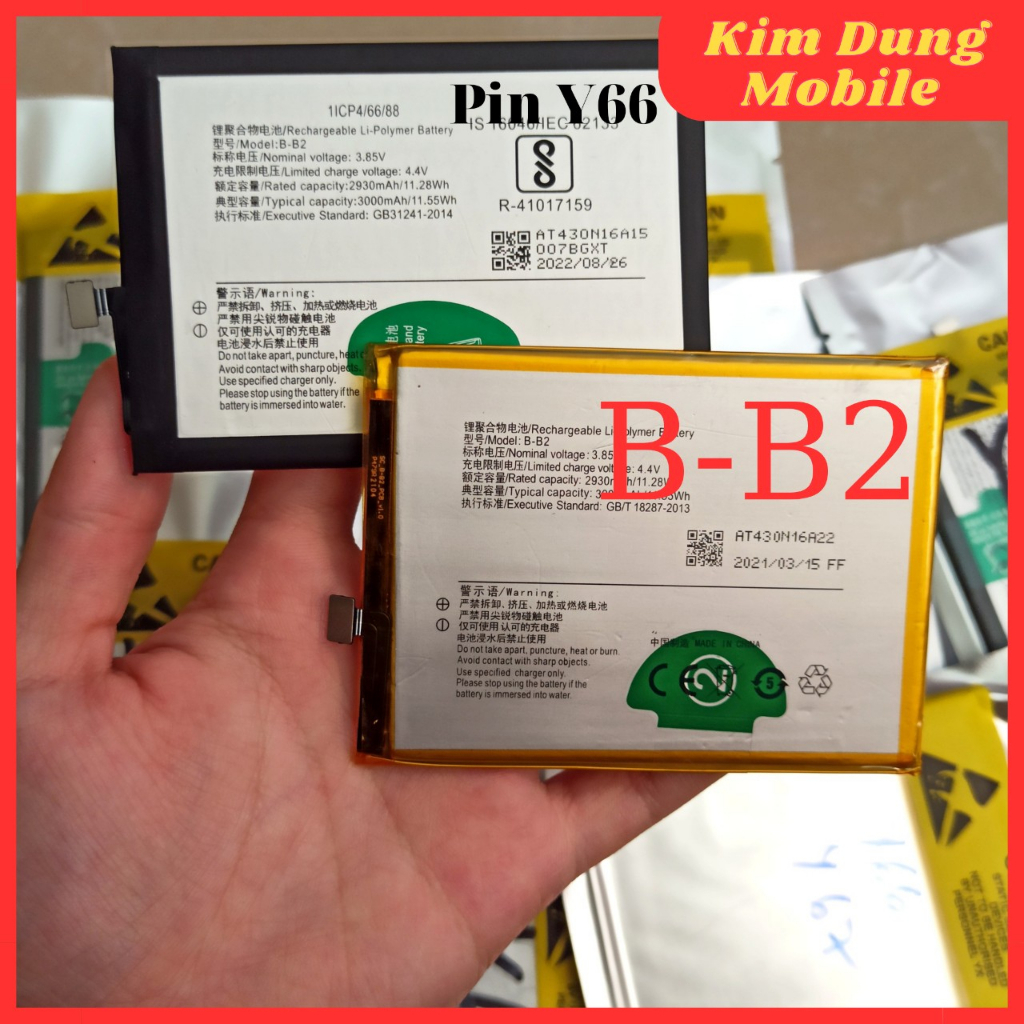 Kim Dung
Mobile
Pin Y66
1ICP4/66/88
锂聚合物电池/Rechargeable Li-Polymer Battery
型号/Model:B-B2
标称电压/Nominal voltage: 3.85V
充电限制电压/Limited charge voltage: 4.4V
额定容量/Rated capacity:2930mAh/11.28Wh
典型容量/Typical capacity:3000mAh/11.55Wh
执行标准/Executive Standard: GB31241-2014
R-41017159
AT430N16A15
007BGXT
2022/08/26
警示语/Warning:
严禁拆卸、挤压、加热或燃烧电池
严禁用尖锐物碰触电池
仅可使用认可的充电器
电池浸水后禁止使用
Do not take apart, puncture, heat
Avoid contact with sharp objects.
Use specified charger only.
Please stop using the battery if the
battery is immersed into water.
B-B2
锂聚合物电池/Rechargeable Li-Polymer Battery
型号/Model: B-B2
标称电压/Nominal voltage: 3.85
充电限制电压/Limited charge voltage: 4.4V
额定容量/Rated capacity: 2930mAh/11.28Wh
典型容量/Typical capacity:
执行标准/Executive Standard: GB/T 18287-2013
AT430N16A22
2021/03/15 FF
警示语/Warning:
严禁拆卸、挤压、加热或燃烧电池
严禁用尖锐物碰触电池
仅可使用认可的充电器
电池浸水后禁止使用
Do not take apart, puncture, heat or burn.
Avoid contact with sharp objects.
Use specified charger only.
Please stop using the battery if the
battery is immersed into water.
中国制造 MADE IN CHINA
CE
2
5